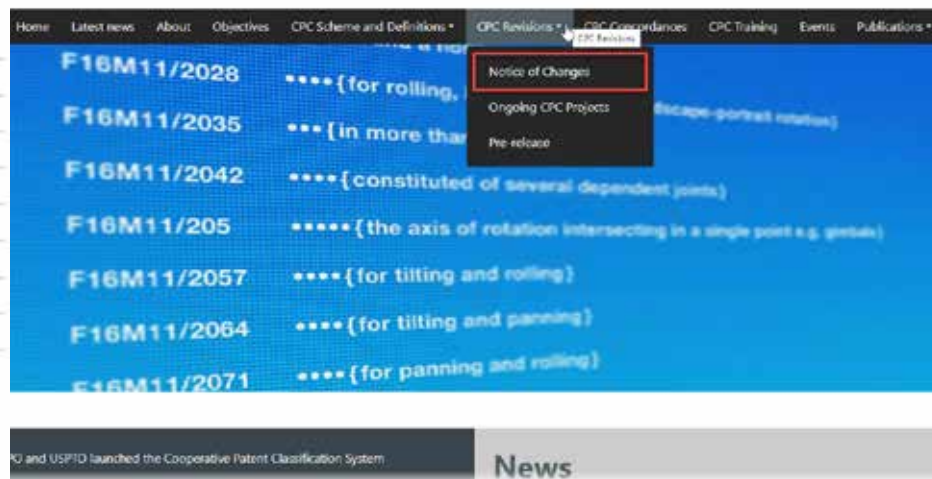 Home Latest news About Objectives CPC Scheme and Definitions CPC Revisions CPC Concordances CPC Training Events Publications
CPC Revisions
Notice of Changes
Ongoing CPC Projects
Pre-release
F16M11/2028 ••••{for rolling,
F16M11/2035 •••{in more than landscape-portrait rotation}
F16M11/2042 ••••{constituted of several dependent joints}
F16M11/205 •••••{the axis of rotation intersecting in a single point e.g. gimbals}
F16M11/2057 ••••{for tilting and rolling}
F16M11/2064 ••••{for tilting and panning}
F16M11/2071 ••••{for panning and rolling}
PO and USPTO launched the Cooperative Patent Classification System
News